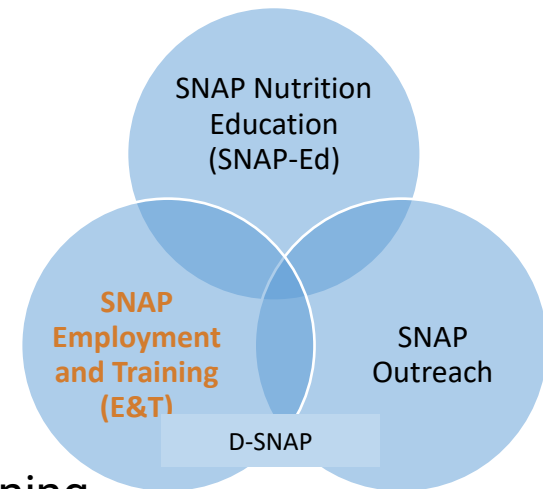 SNAP Nutrition
Education
(SNAP-Ed)
SNAP
Employment
and Training
(E&T)
SNAP
Outreach
D-SNAP